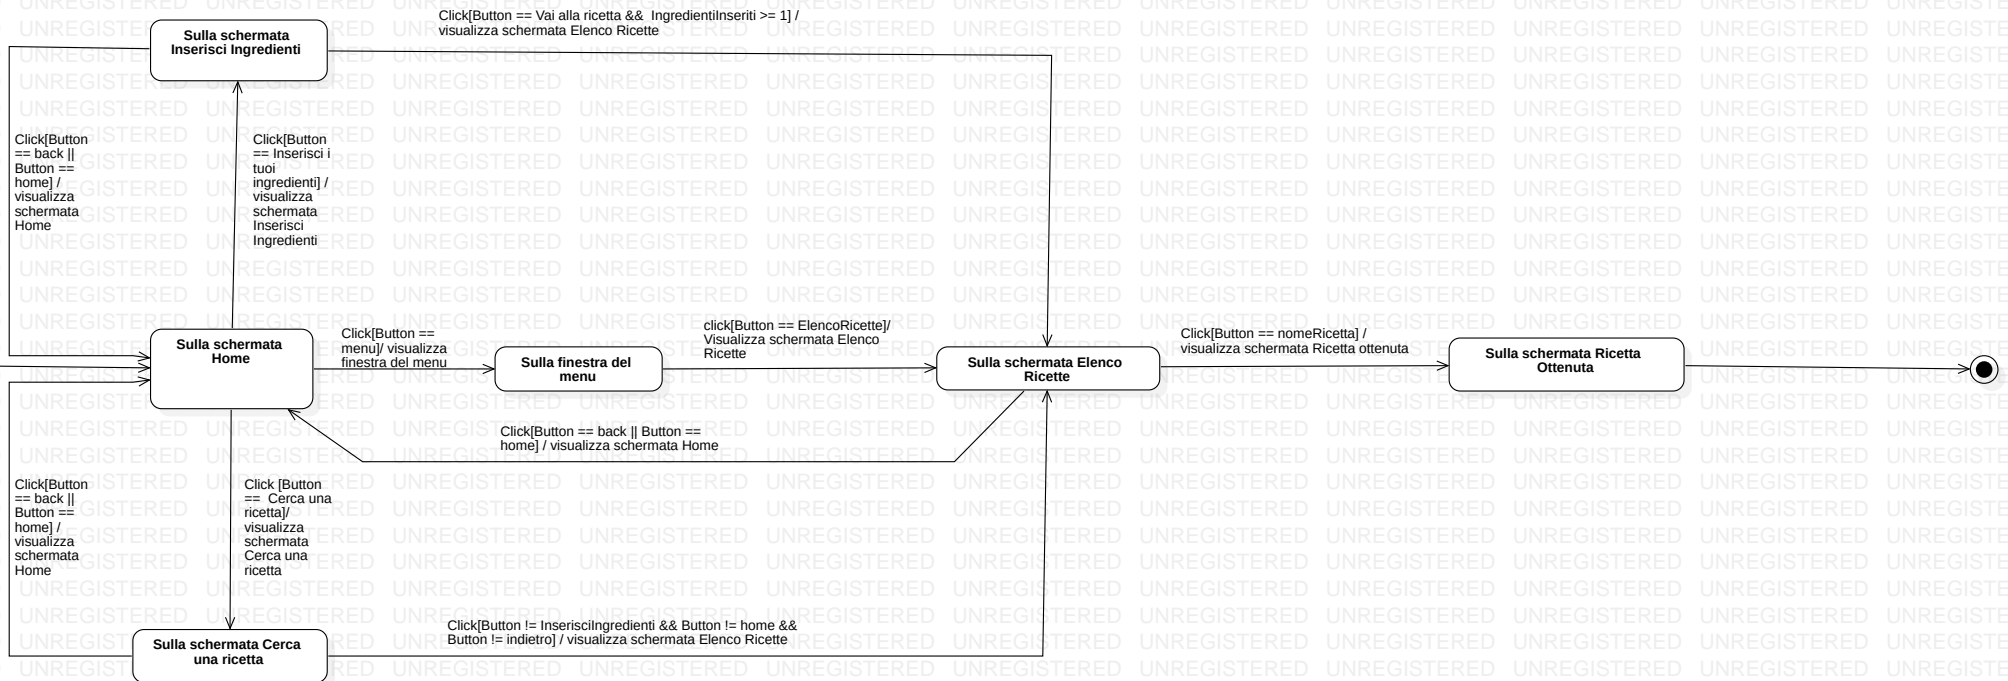 Click[Button == Vai alla ricetta && IngredientiInseriti >= 1] /
visualizza schermata Elenco Ricette
Sulla schermata
Inserisci Ingredienti
Click[Button
== back ||
Button ==
home] /
visualizza
schermata
Home
Click[Button
== Inserisci i
tuoi
ingredienti] /
visualizza
schermata
Inserisci
Ingredienti
Sulla schermata
Home
Click[Button ==
menu]/ visualizza
finestra del menu
Sulla finestra del
menu
click[Button == ElencoRicette]/
Visualizza schermata Elenco
Ricette
Sulla schermata Elenco
Ricette
Click[Button == nomeRicetta] /
visualizza schermata Ricetta ottenuta
Sulla schermata Ricetta
Ottenuta
Click[Button == back || Button ==
home] / visualizza schermata Home
Click[Button
== back ||
Button ==
home] /
visualizza
schermata
Home
Click [Button
== Cerca una
ricetta]/
visualizza
schermata
Cerca una
ricetta
Sulla schermata Cerca
una ricetta
Click[Button != InserisciIngredienti && Button != home &&
Button != indietro] / visualizza schermata Elenco Ricette
UNREGISTERED